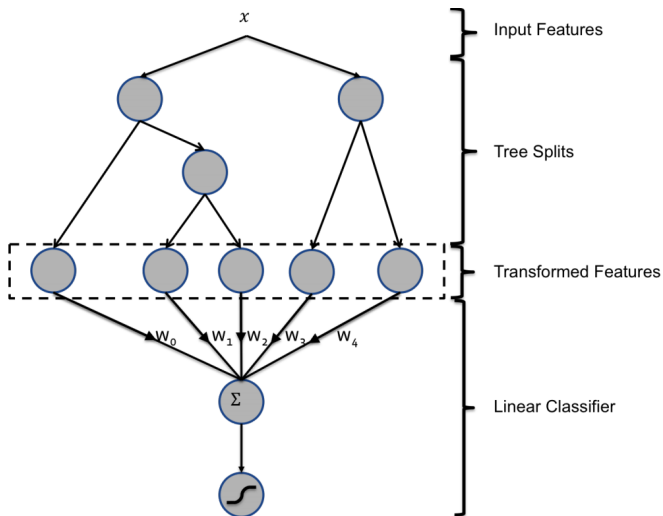 x
Input Features
Tree Splits
Transformed Features
w₀ w₁ w₂ w₃ w₄
Linear Classifier
Σ